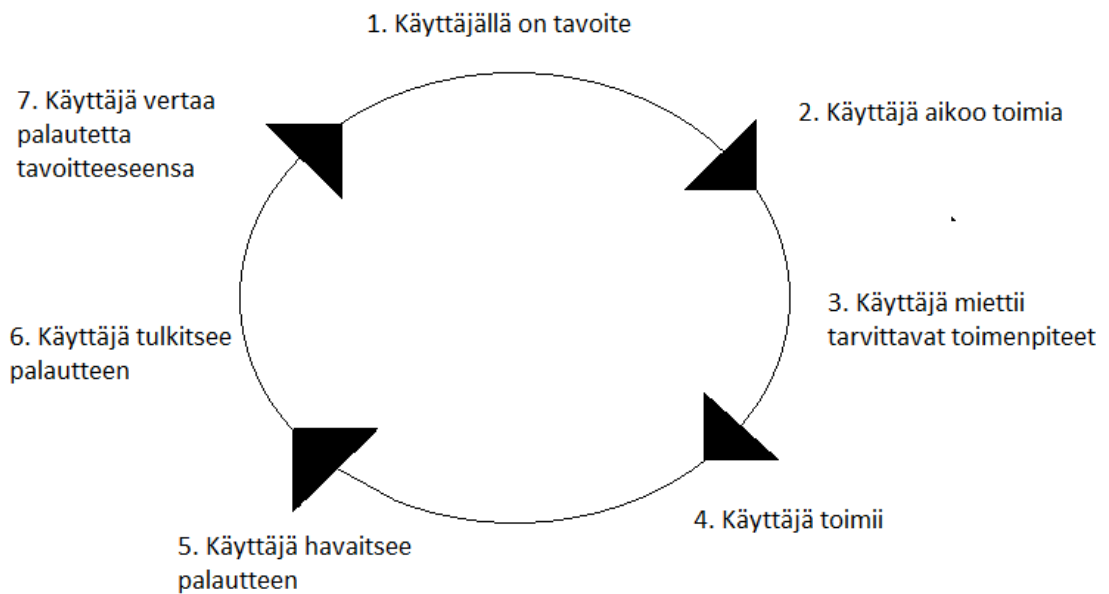 1. Käyttäjällä on tavoite
2. Käyttäjä aikoo toimia
3. Käyttäjä miettii
tarvittavat toimenpiteet
4. Käyttäjä toimii
5. Käyttäjä havaitsee
palautteen
6. Käyttäjä tulkitsee
palautteen
7. Käyttäjä vertaa
palautetta
tavoitteeseensa